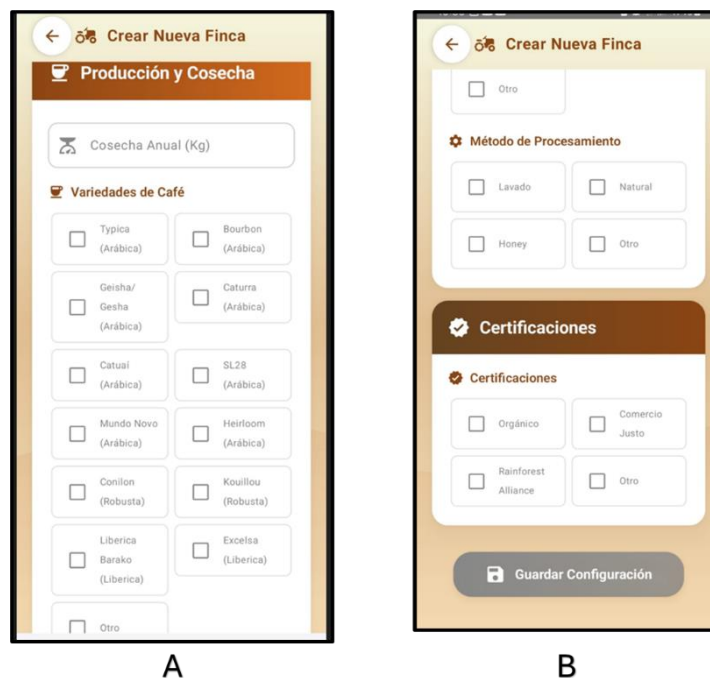 Crear Nueva Finca
Producción y Cosecha
Cosecha Anual (Kg)
Variedades de Café
Typica
(Arábica)
Bourbon
(Arábica)
Geisha/
Gesha
(Arábica)
Caturra
(Arábica)
Catuaí
(Arábica)
SL28
(Arábica)
Mundo Novo
(Arábica)
Heirloom
(Arábica)
Conilon
(Robusta)
Kouillou
(Robusta)
Liberica
Barako
(Liberica)
Excelsa
(Liberica)
Otro
A
Crear Nueva Finca
Otro
Método de Procesamiento
Lavado
Natural
Honey
Otro
Certificaciones
Certificaciones
Orgánico
Comercio
Justo
Rainforest
Alliance
Otro
Guardar Configuración
B